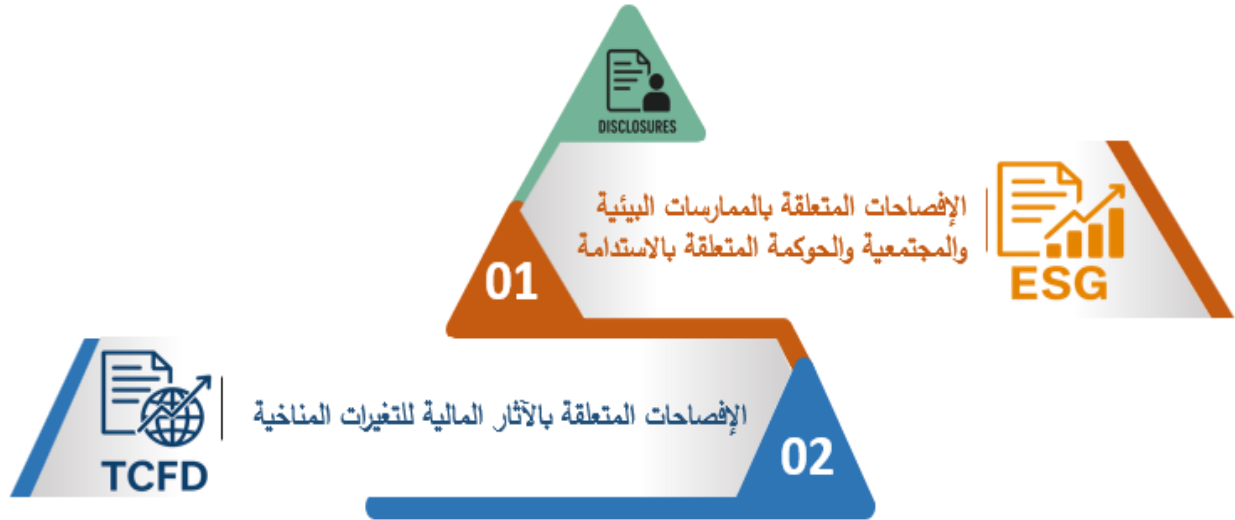 DISCLOSURES
الإفصاحات المتعلقة بالممارسات البيئية
والمجتمعية والحوكمة المتعلقة بالاستدامة
ESG
01
الإفصاحات المتعلقة بالآثار المالية للتغيرات المناخية
TCFD
02